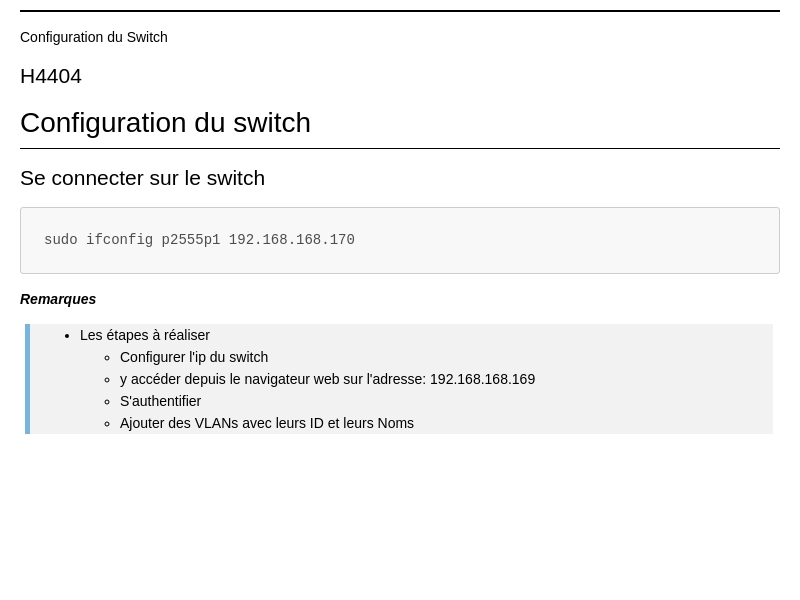 Configuration du Switch
H4404
Configuration du switch
Se connecter sur le switch
sudo ifconfig p2555p1 192.168.168.170
Remarques
Les étapes à réaliser
Configurer l'ip du switch
y accéder depuis le navigateur web sur l'adresse: 192.168.168.169
S'authentifier
Ajouter des VLANs avec leurs ID et leurs Noms